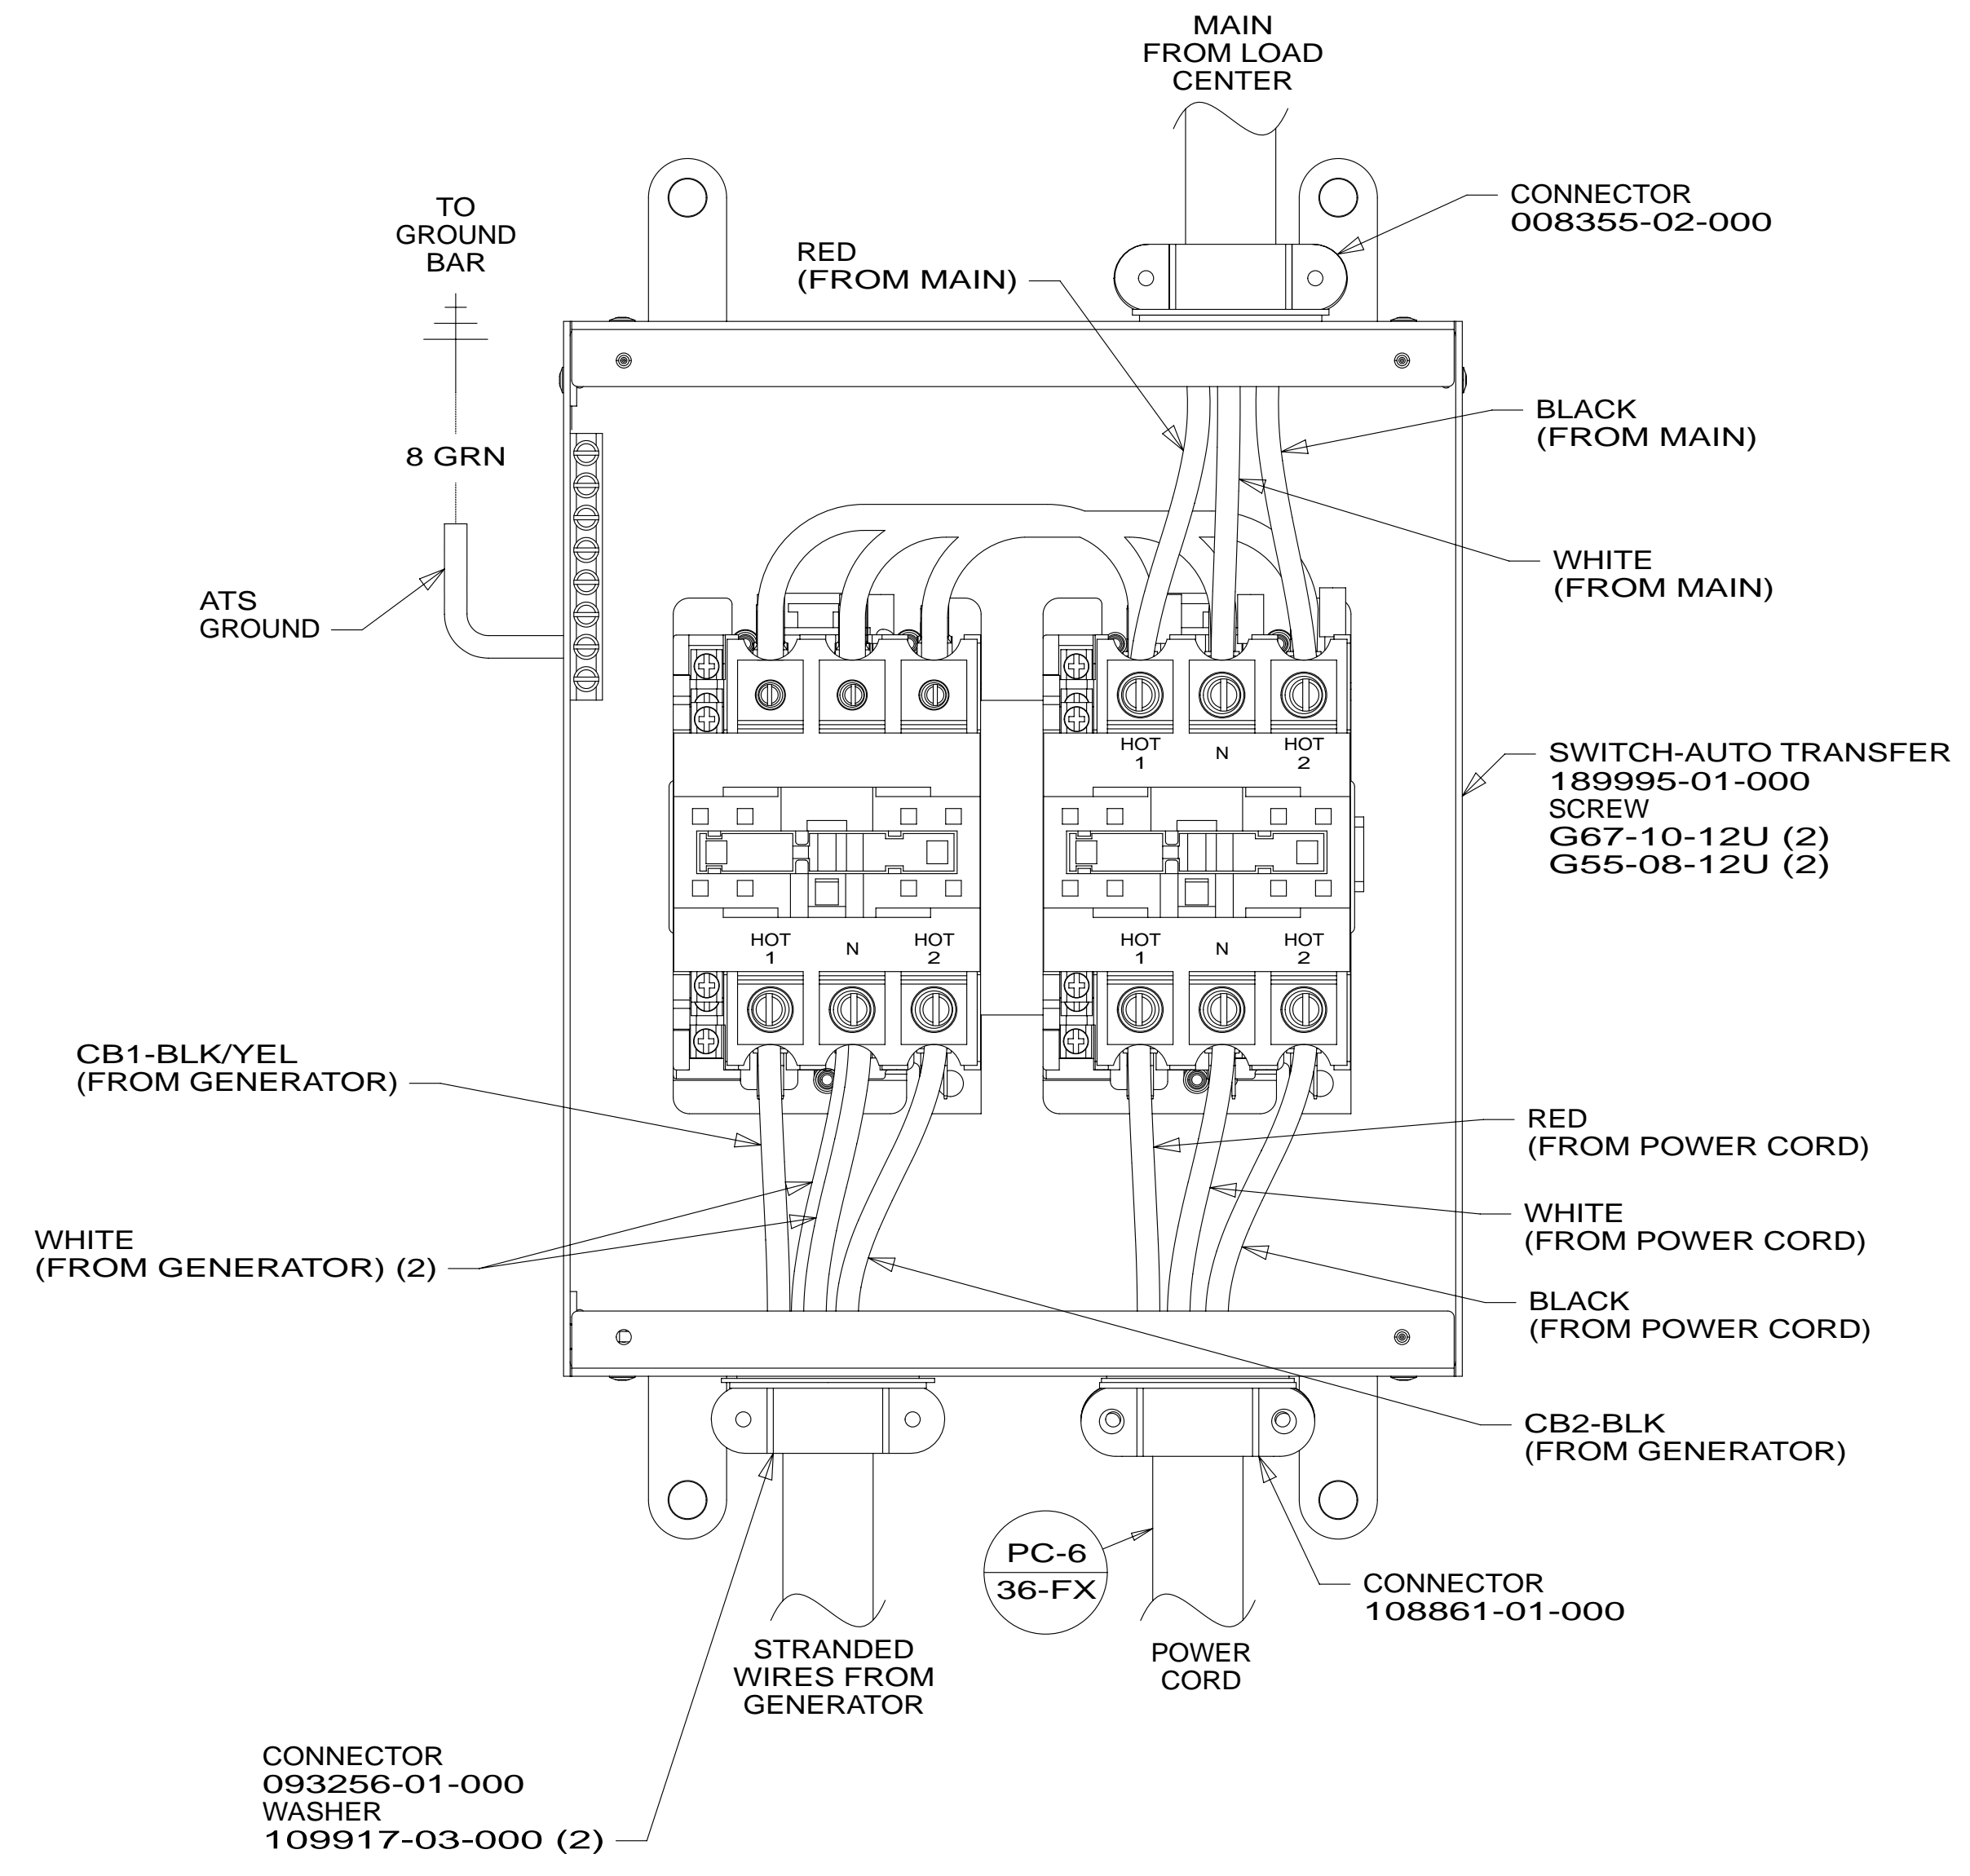 MAIN
FROM LOAD
CENTER
CONNECTOR
008355-02-000
TO
GROUND
BAR
RED
(FROM MAIN)
BLACK
(FROM MAIN)
8 GRN
WHITE
(FROM MAIN)
ATS
GROUND
HOT
1
N
HOT
2
SWITCH-AUTO TRANSFER
189995-01-000
SCREW
G67-10-12U (2)
G55-08-12U (2)
HOT
1
N
HOT
2
HOT
1
N
HOT
2
CB1-BLK/YEL
(FROM GENERATOR)
RED
(FROM POWER CORD)
WHITE
(FROM POWER CORD)
WHITE
(FROM GENERATOR) (2)
BLACK
(FROM POWER CORD)
CB2-BLK
(FROM GENERATOR)
PC-6
36-FX
CONNECTOR
108861-01-000
STRANDED
WIRES FROM
GENERATOR
POWER
CORD
CONNECTOR
093256-01-000
WASHER
109917-03-000 (2)